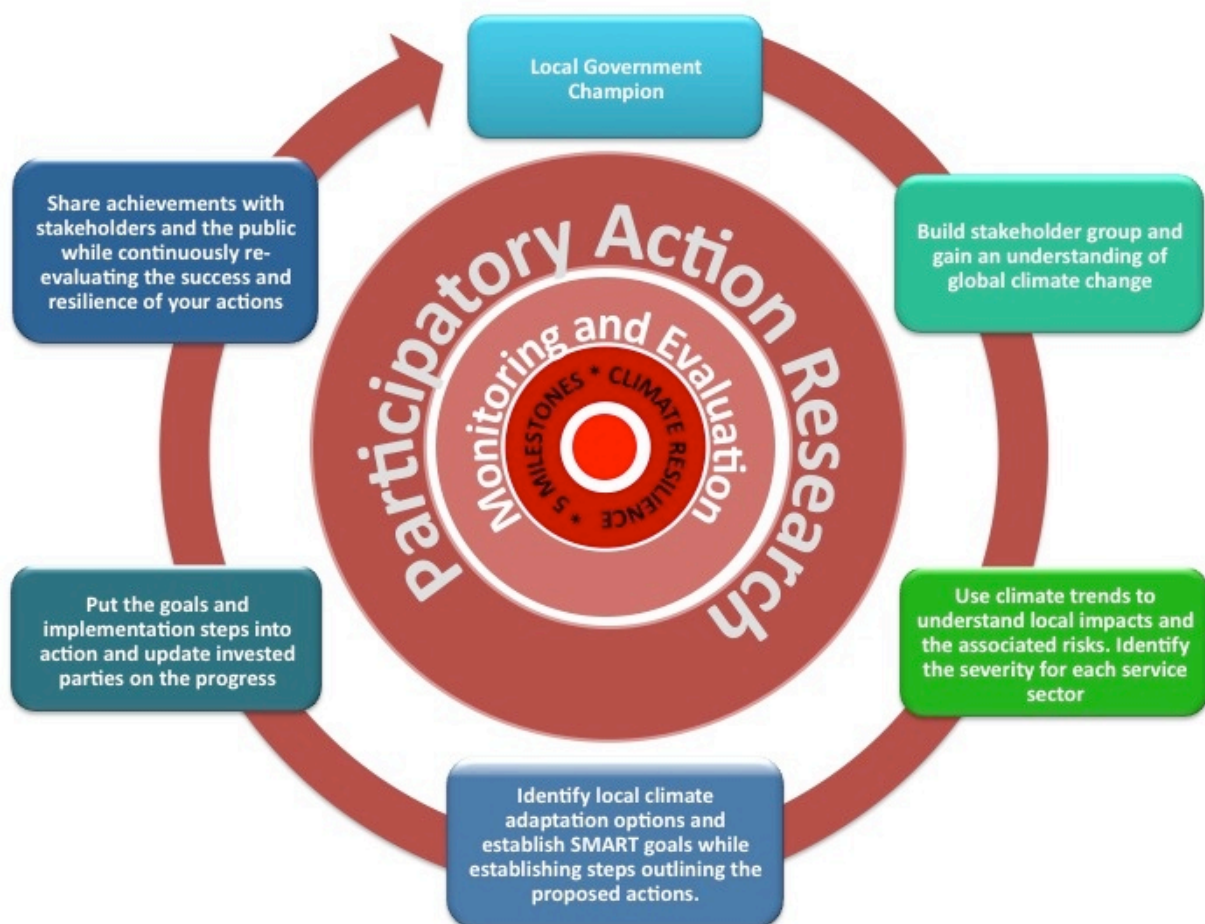 Local Government
Champion
Build stakeholder group and
gain an understanding of
global climate change
Use climate trends to
understand local impacts and
the associated risks. Identify
the severity for each service
sector
Identify local climate
adaptation options and
establish SMART goals while
establishing steps outlining the
proposed actions.
Put the goals and
implementation steps into
action and update invested
parties on the progress
Share achievements with
stakeholders and the public
while continuously re-
evaluating the success and
resilience of your actions
Participatory Action Research
Monitoring and Evaluation
5 MILESTONES * CLIMATE RESILIENCE *